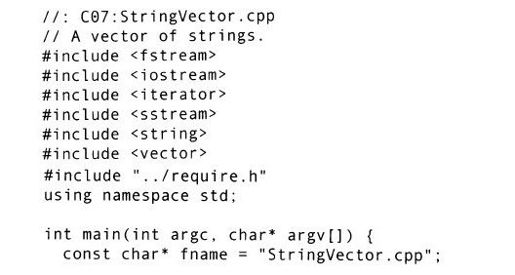 //: C07:StringVector.cpp
// A vector of strings.
#include <fstream>
#include <iostream>
#include <iterator>
#include <sstream>
#include <string>
#include <vector>
#include "../require.h"
using namespace std;

int main(int argc, char* argv[]) {
  const char* fname = "StringVector.cpp";